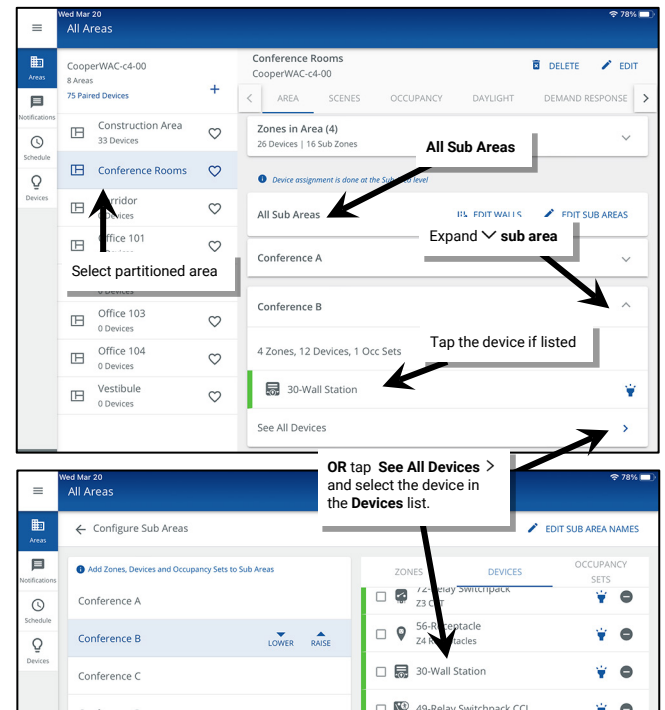 Wed Mar 20
78%
All Areas
Areas
Notifications
Schedule
Devices
CooperWAC-c4-00
8 Areas
75 Paired Devices
+
Construction Area
33 Devices
Conference Rooms
Corridor
0 Devices
Office 101
Select partitioned area
0 Devices
Office 103
0 Devices
Office 104
0 Devices
Vestibule
0 Devices
Conference Rooms
CooperWAC-c4-00
DELETE
EDIT
AREA SCENES OCCUPANCY DAYLIGHT DEMAND RESPONSE
Zones in Area (4)
26 Devices | 16 Sub Zones
All Sub Areas
Device assignment is done at the Sub Area level
All Sub Areas
EDIT WALLS
EDIT SUB AREAS
Expand sub area
Conference A
Conference B
Tap the device if listed
4 Zones, 12 Devices, 1 Occ Sets
30-Wall Station
See All Devices
OR tap See All Devices >
and select the device in
the Devices list.
Wed Mar 20
78%
All Areas
Areas
Notifications
Schedule
Devices
Configure Sub Areas
EDIT SUB AREA NAMES
Add Zones, Devices and Occupancy Sets to Sub Areas
Conference A
Conference B
LOWER RAISE
Conference C
ZONES DEVICES OCCUPANCY
SETS
72-Relay Switchpack
Z3
56-Receptacle
Z4 Receptacles
30-Wall Station
49-Relay Switchpack CCI